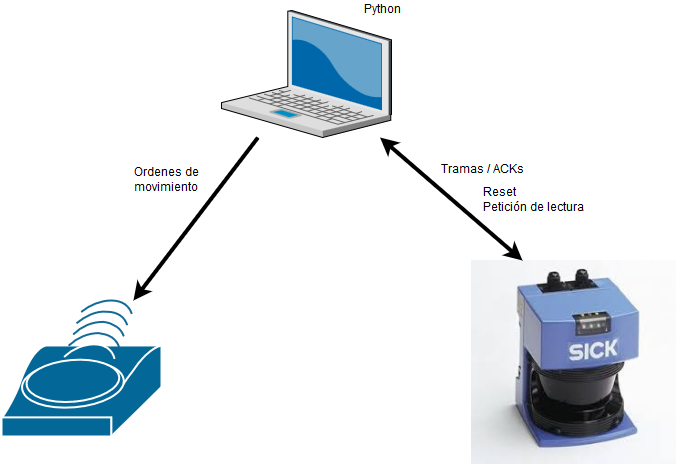 Python
Ordenes de
movimiento
Tramas / ACKs
Reset
Petición de lectura
SICK